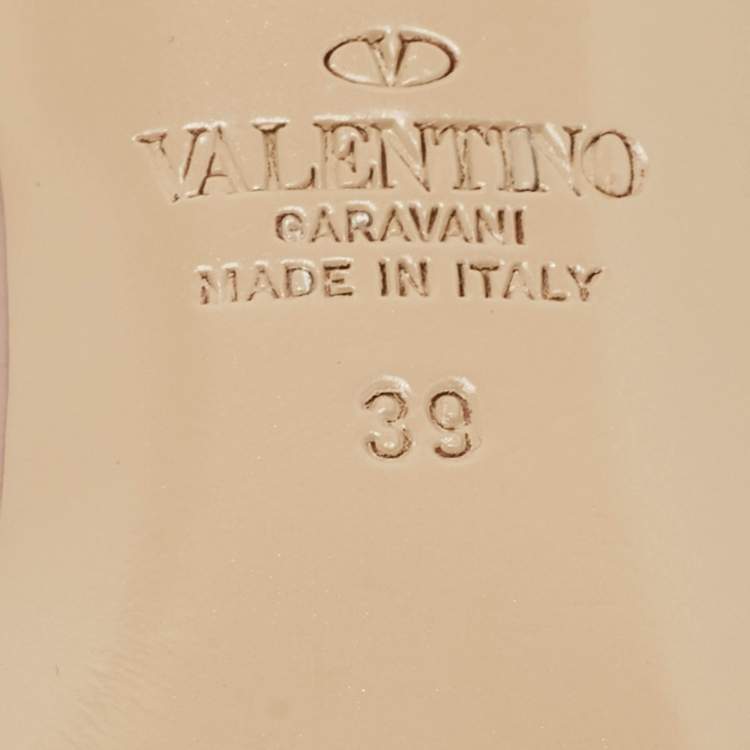 V
VALENTINO
GARAVANI
MADE IN ITALY
39